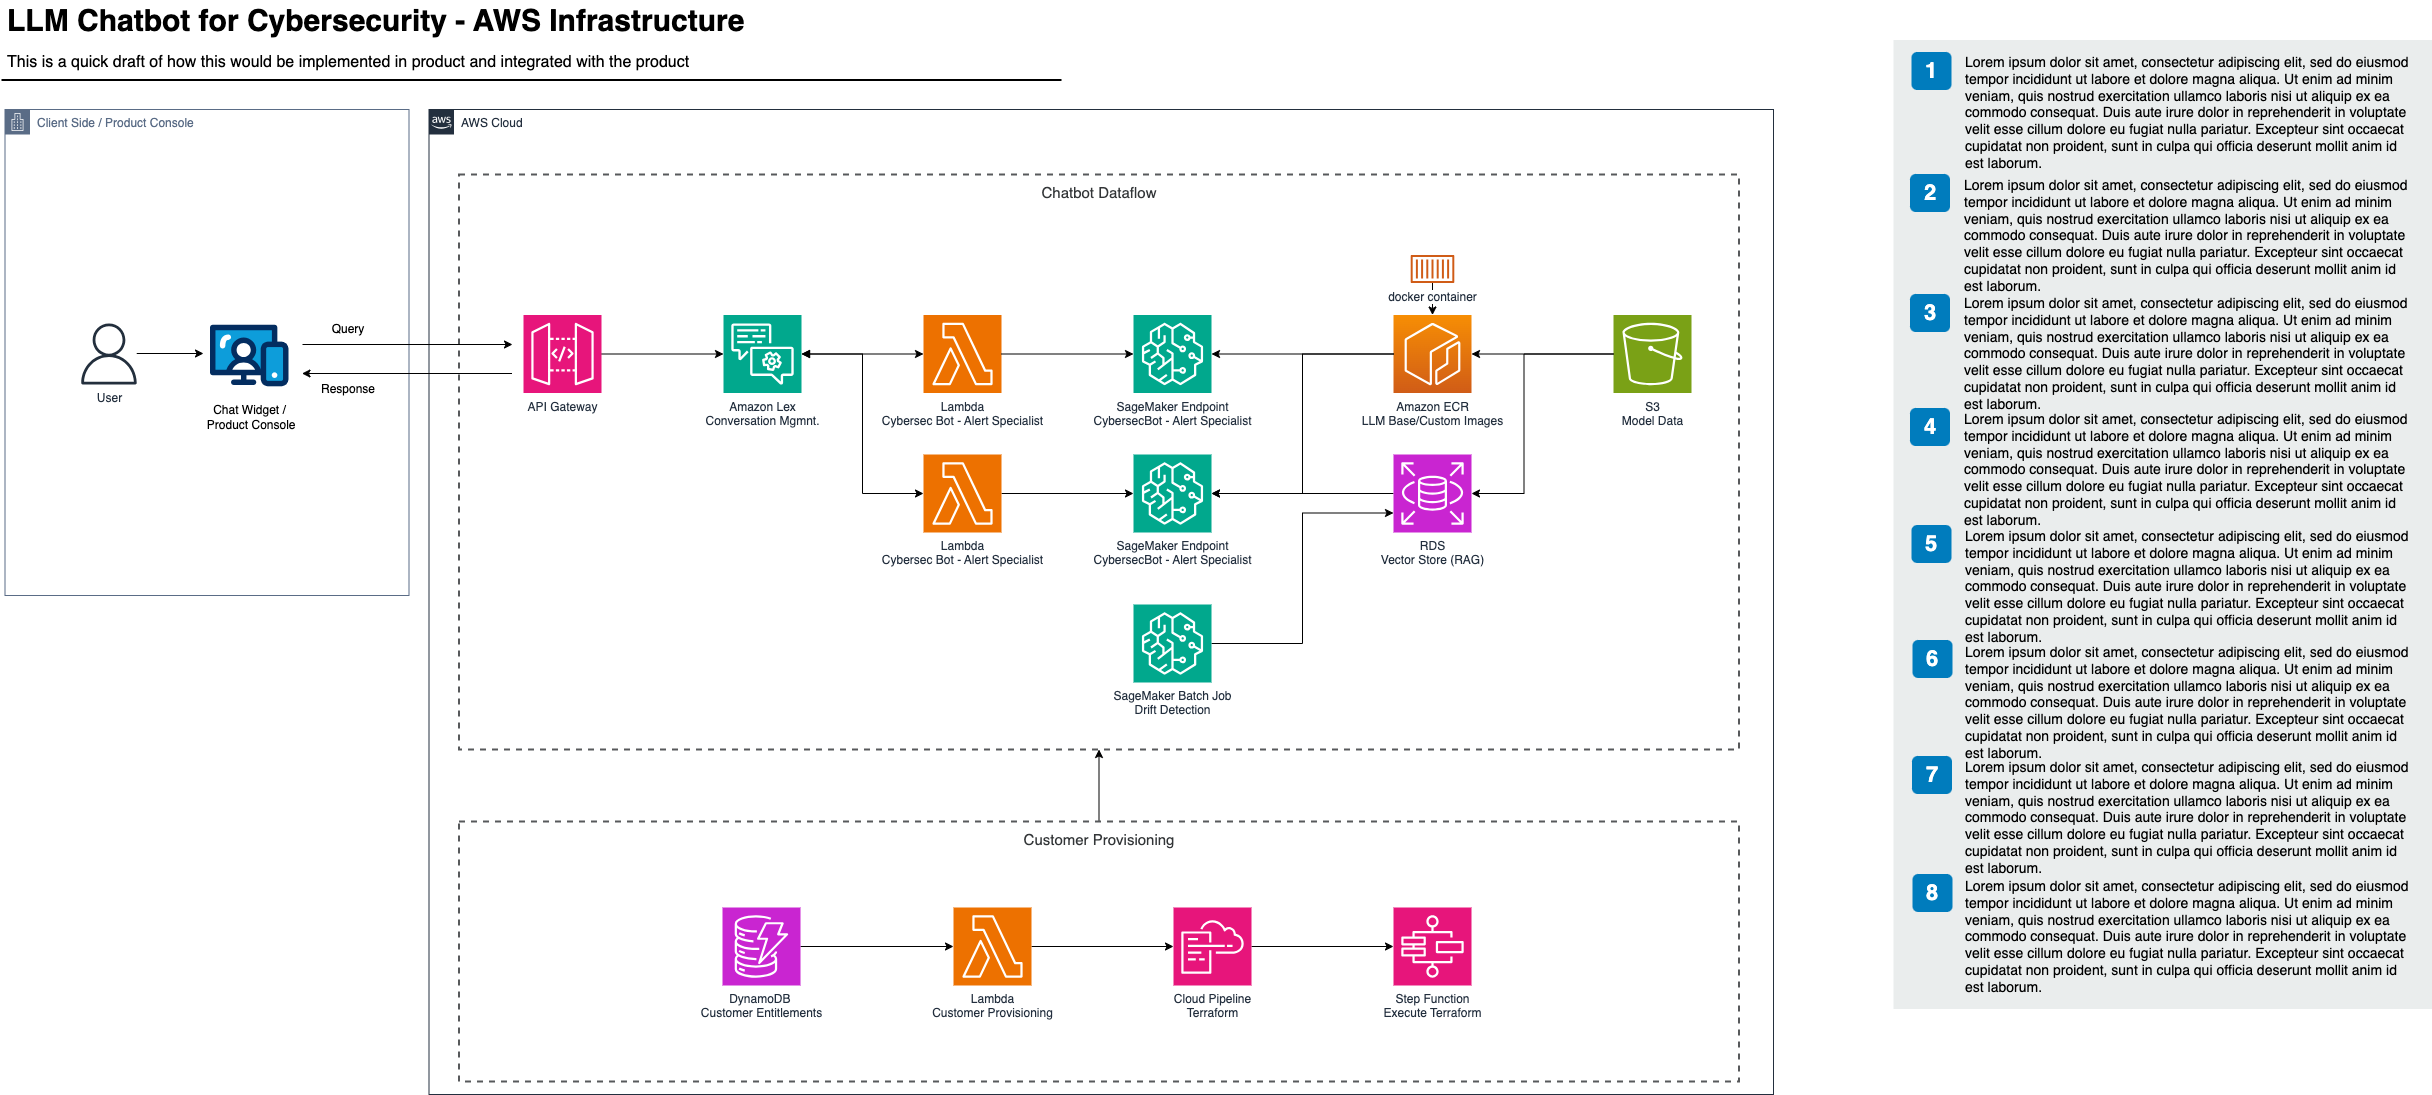 LLM Chatbot for Cybersecurity - AWS Infrastructure
This is a quick draft of how this would be implemented in product and integrated with the product
Client Side / Product Console
User
Chat Widget /
Product Console
Query
Response
aws
AWS Cloud
Chatbot Dataflow
API Gateway
Amazon Lex
Conversation Mgmnt.
Lambda
Cybersec Bot - Alert Specialist
SageMaker Endpoint
CybersecBot - Alert Specialist
docker container
Amazon ECR
LLM Base/Custom Images
S3
Model Data
Lambda
Cybersec Bot - Alert Specialist
SageMaker Endpoint
CybersecBot - Alert Specialist
RDS
Vector Store (RAG)
SageMaker Batch Job
Drift Detection
Customer Provisioning
DynamoDB
Customer Entitlements
Lambda
Customer Provisioning
Cloud Pipeline
Terraform
Step Function
Execute Terraform
1
Lorem ipsum dolor sit amet, consectetur adipiscing elit, sed do eiusmod
tempor incididunt ut labore et dolore magna aliqua. Ut enim ad minim
veniam, quis nostrud exercitation ullamco laboris nisi ut aliquip ex ea
commodo consequat. Duis aute irure dolor in reprehenderit in voluptate
velit esse cillum dolore eu fugiat nulla pariatur. Excepteur sint occaecat
cupidatat non proident, sunt in culpa qui officia deserunt mollit anim id
est laborum.
2
Lorem ipsum dolor sit amet, consectetur adipiscing elit, sed do eiusmod
tempor incididunt ut labore et dolore magna aliqua. Ut enim ad minim
veniam, quis nostrud exercitation ullamco laboris nisi ut aliquip ex ea
commodo consequat. Duis aute irure dolor in reprehenderit in voluptate
velit esse cillum dolore eu fugiat nulla pariatur. Excepteur sint occaecat
cupidatat non proident, sunt in culpa qui officia deserunt mollit anim id
est laborum.
3
Lorem ipsum dolor sit amet, consectetur adipiscing elit, sed do eiusmod
tempor incididunt ut labore et dolore magna aliqua. Ut enim ad minim
veniam, quis nostrud exercitation ullamco laboris nisi ut aliquip ex ea
commodo consequat. Duis aute irure dolor in reprehenderit in voluptate
velit esse cillum dolore eu fugiat nulla pariatur. Excepteur sint occaecat
cupidatat non proident, sunt in culpa qui officia deserunt mollit anim id
est laborum.
4
Lorem ipsum dolor sit amet, consectetur adipiscing elit, sed do eiusmod
tempor incididunt ut labore et dolore magna aliqua. Ut enim ad minim
veniam, quis nostrud exercitation ullamco laboris nisi ut aliquip ex ea
commodo consequat. Duis aute irure dolor in reprehenderit in voluptate
velit esse cillum dolore eu fugiat nulla pariatur. Excepteur sint occaecat
cupidatat non proident, sunt in culpa qui officia deserunt mollit anim id
est laborum.
5
Lorem ipsum dolor sit amet, consectetur adipiscing elit, sed do eiusmod
tempor incididunt ut labore et dolore magna aliqua. Ut enim ad minim
veniam, quis nostrud exercitation ullamco laboris nisi ut aliquip ex ea
commodo consequat. Duis aute irure dolor in reprehenderit in voluptate
velit esse cillum dolore eu fugiat nulla pariatur. Excepteur sint occaecat
cupidatat non proident, sunt in culpa qui officia deserunt mollit anim id
est laborum.
6
Lorem ipsum dolor sit amet, consectetur adipiscing elit, sed do eiusmod
tempor incididunt ut labore et dolore magna aliqua. Ut enim ad minim
veniam, quis nostrud exercitation ullamco laboris nisi ut aliquip ex ea
commodo consequat. Duis aute irure dolor in reprehenderit in voluptate
velit esse cillum dolore eu fugiat nulla pariatur. Excepteur sint occaecat
cupidatat non proident, sunt in culpa qui officia deserunt mollit anim id
est laborum.
7
Lorem ipsum dolor sit amet, consectetur adipiscing elit, sed do eiusmod
tempor incididunt ut labore et dolore magna aliqua. Ut enim ad minim
veniam, quis nostrud exercitation ullamco laboris nisi ut aliquip ex ea
commodo consequat. Duis aute irure dolor in reprehenderit in voluptate
velit esse cillum dolore eu fugiat nulla pariatur. Excepteur sint occaecat
cupidatat non proident, sunt in culpa qui officia deserunt mollit anim id
est laborum.
8
Lorem ipsum dolor sit amet, consectetur adipiscing elit, sed do eiusmod
tempor incididunt ut labore et dolore magna aliqua. Ut enim ad minim
veniam, quis nostrud exercitation ullamco laboris nisi ut aliquip ex ea
commodo consequat. Duis aute irure dolor in reprehenderit in voluptate
velit esse cillum dolore eu fugiat nulla pariatur. Excepteur sint occaecat
cupidatat non proident, sunt in culpa qui officia deserunt mollit anim id
est laborum.